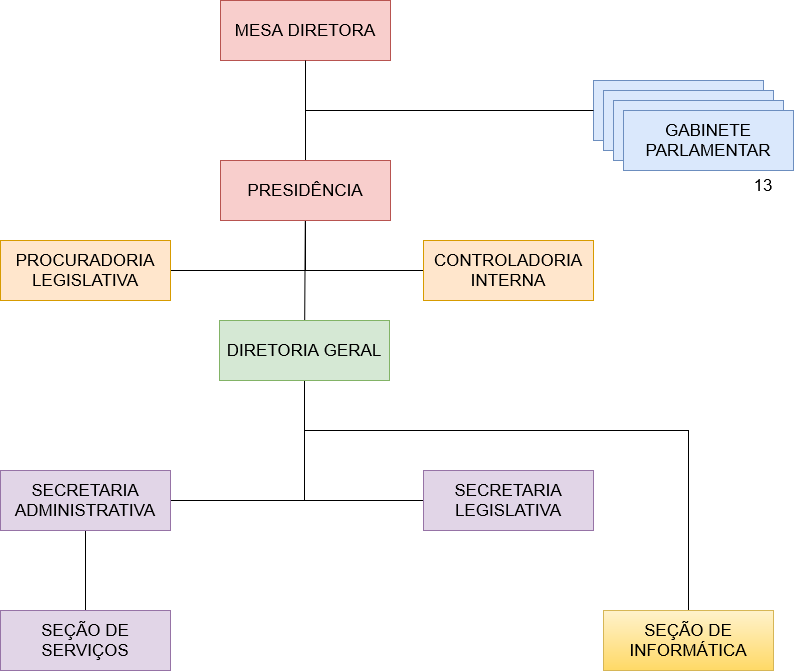 MESA DIRETORA
GABINETE
PARLAMENTAR
13
PRESIDÊNCIA
PROCURADORIA
LEGISLATIVA
CONTROLADORIA
INTERNA
DIRETORIA GERAL
SECRETARIA
ADMINISTRATIVA
SECRETARIA
LEGISLATIVA
SEÇÃO DE
SERVIÇOS
SEÇÃO DE
INFORMÁTICA